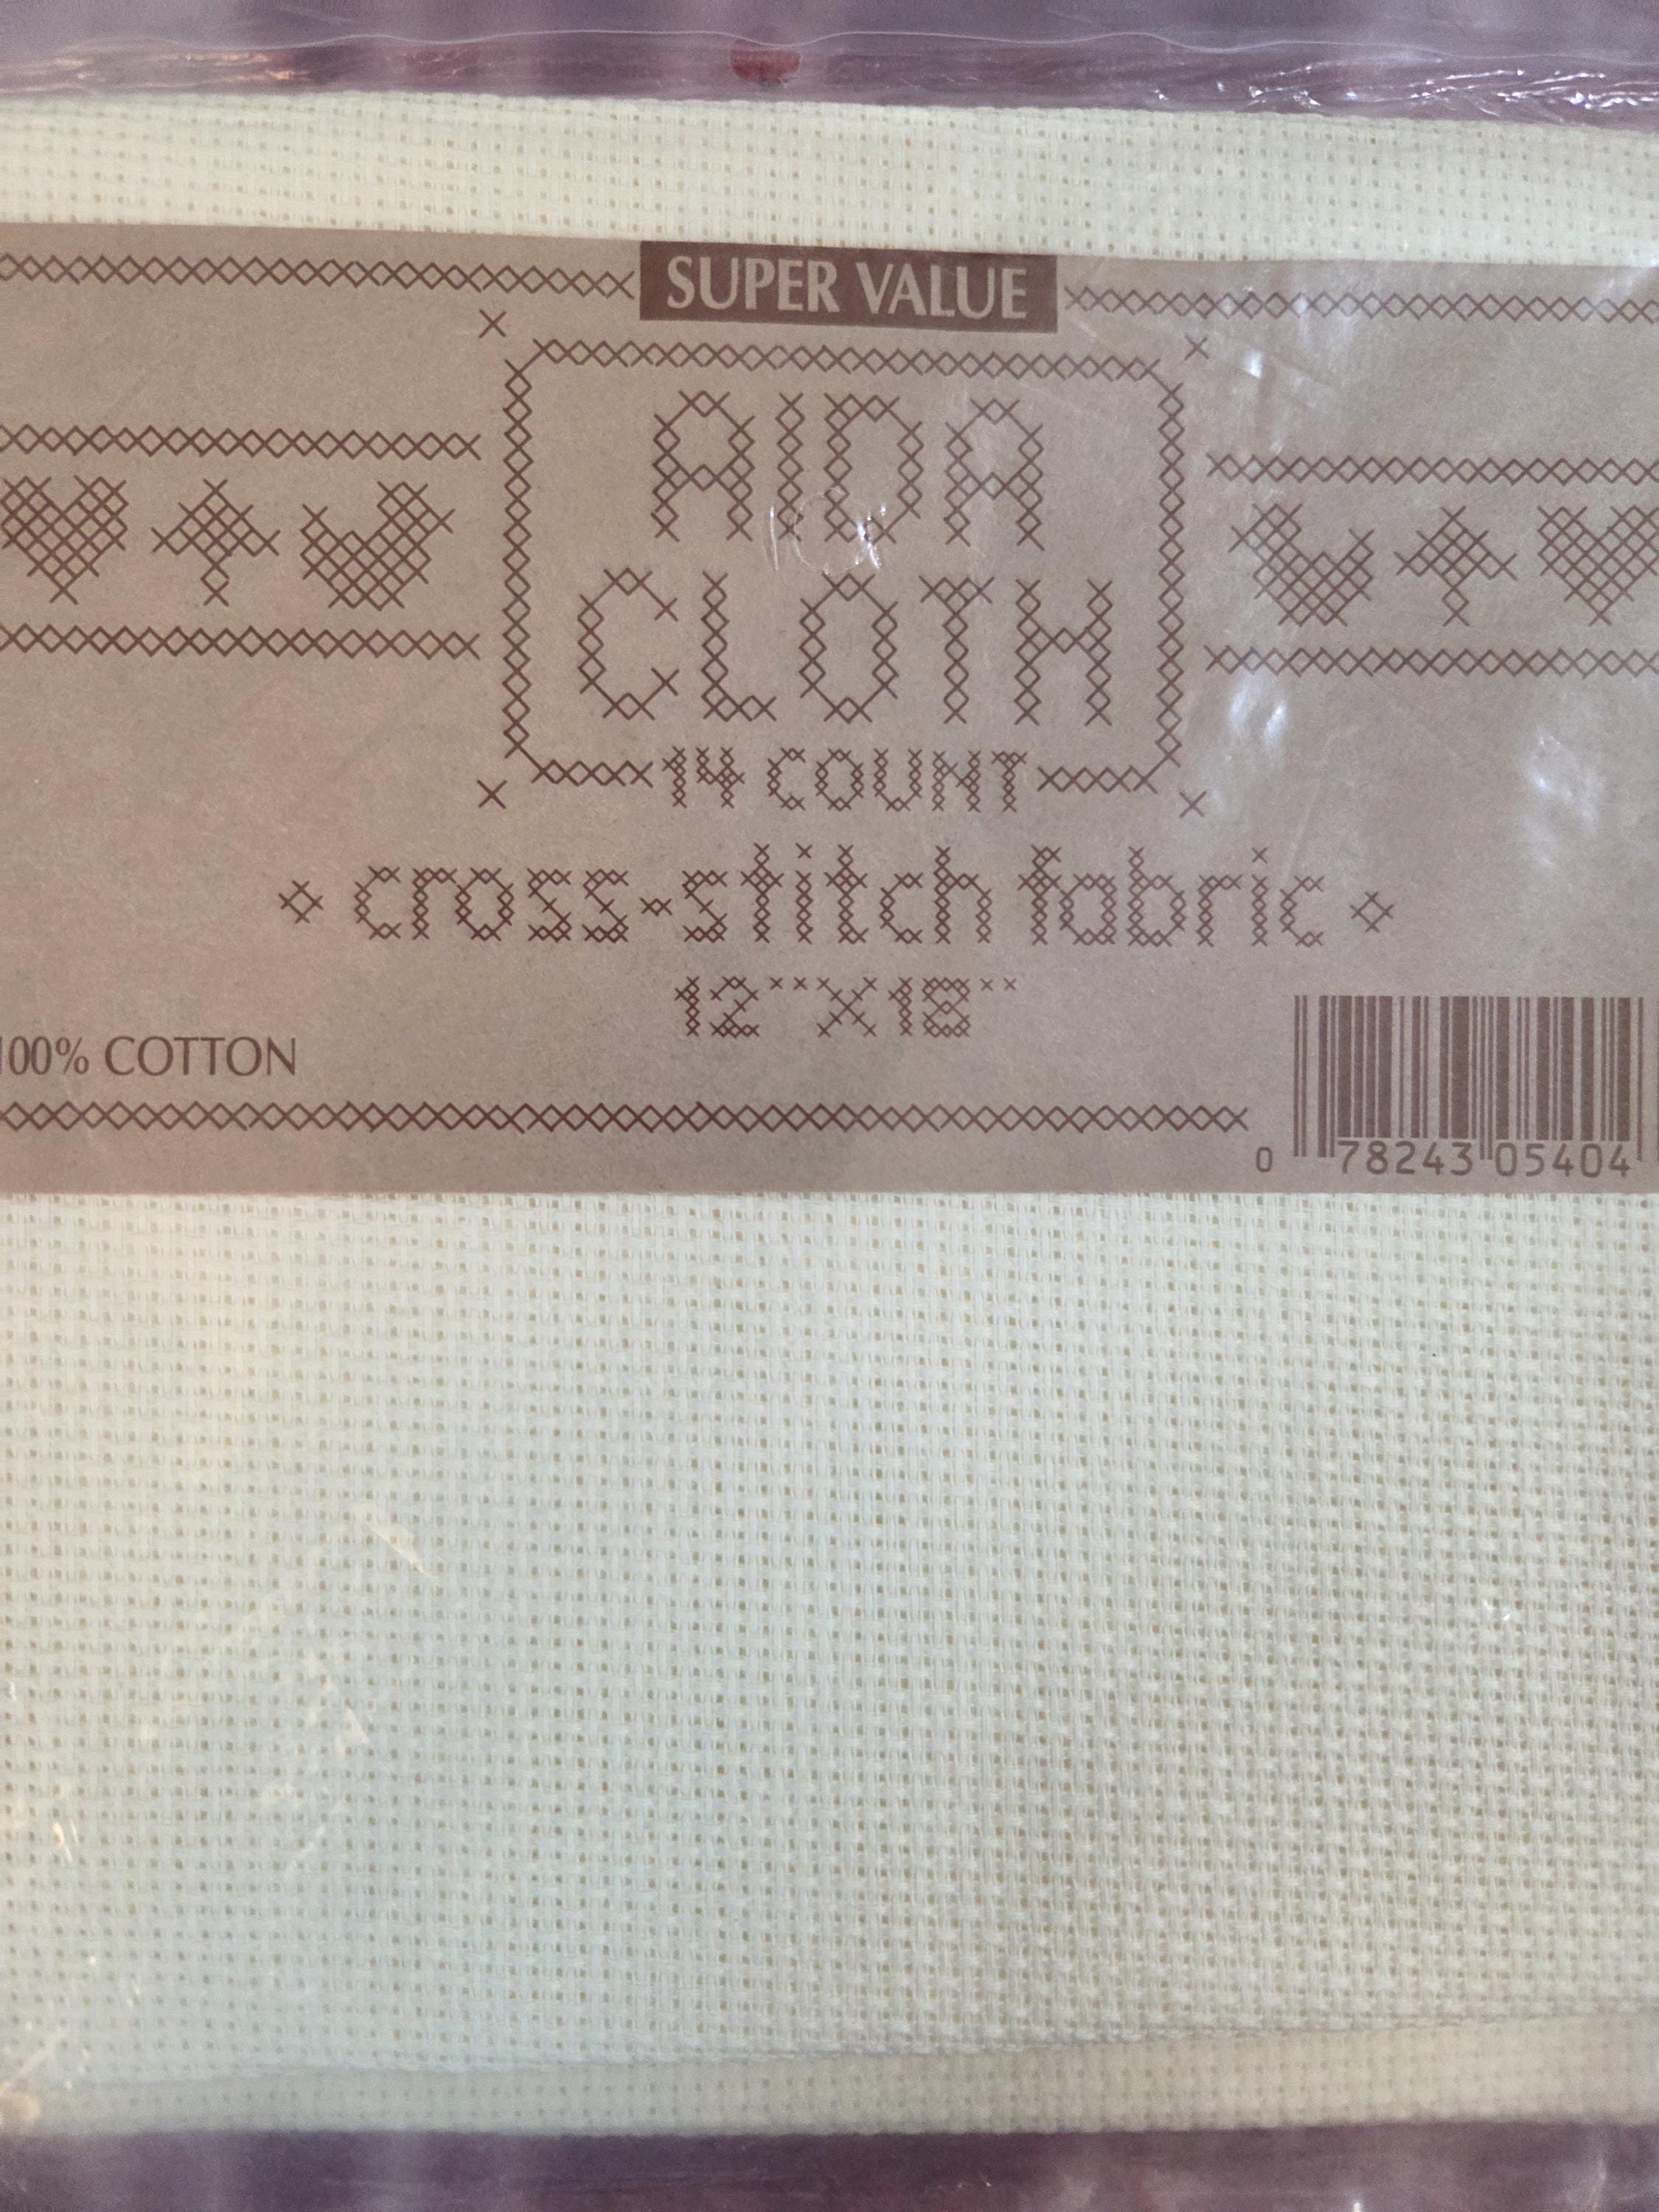 SUPER VALUE
AIDA
CLOTH
14 COUNT
cross-stitch fabric
12"X18"
100% COTTON
0 78243 05404